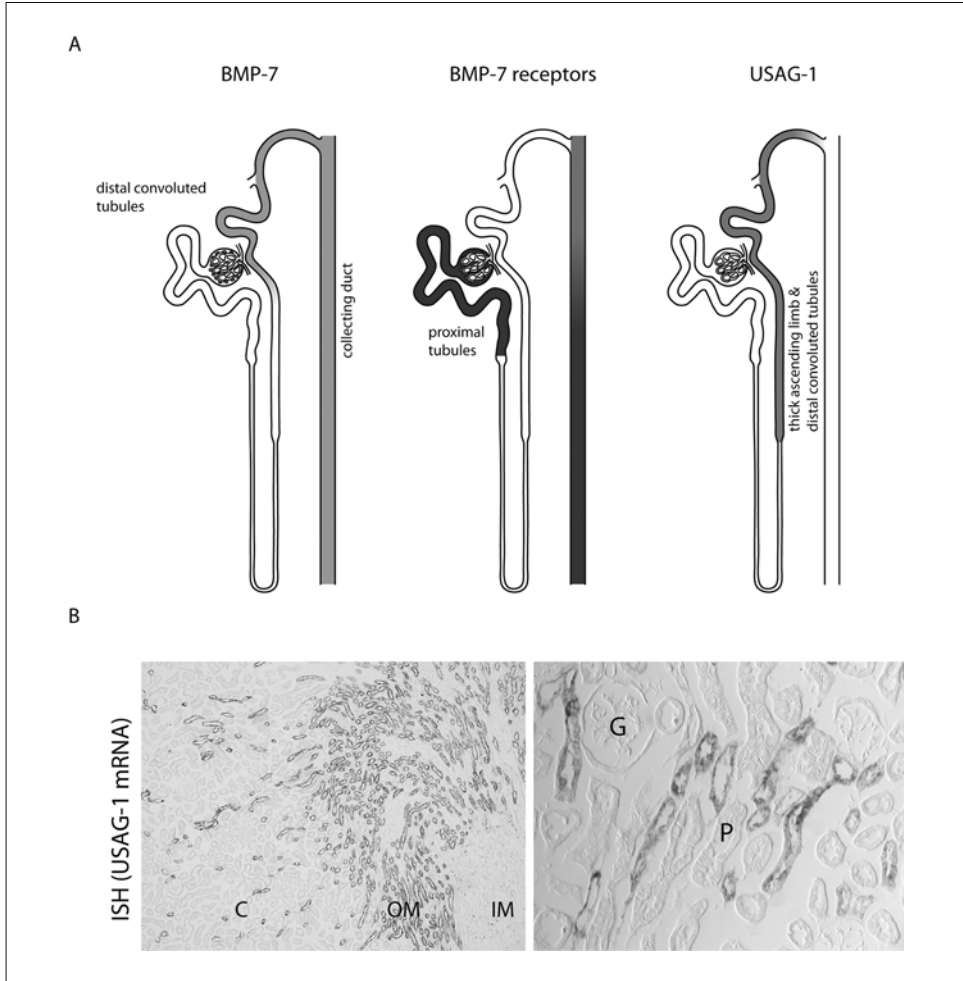 A
BMP-7
BMP-7 receptors
USAG-1
distal convoluted
tubules
collecting duct
proximal
tubules
thick ascending limb &
distal convoluted tubules
B
ISH (USAG-1 mRNA)
C
OM
IM
G
P